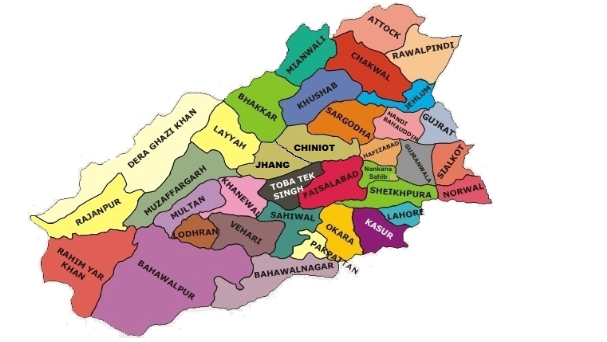 ATTOCK
RAWALPINDI
MIANWALI
CHAKWAL
JEHLUM
KHUSHAB
BHAKKAR
SARGODHA
MANDI
BAHAUDDIN
GUJRAT
DERA GHAZI KHAN
LAYYAH
CHINIOT
HAFIZABAD
GUJRANWALA
SIALKOT
JHANG
Nankana
Sahib
TOBA TEK
SINGH
FAISALABAD
SHEIKHPURA
NORWAL
MUZAFFARGARH
KHANEWAL
RAJANPUR
MULTAN
SAHIWAL
LAHORE
OKARA
KASUR
LODHRAN
VEHARI
PAKPATTAN
RAHIM YAR
KHAN
BAHAWALPUR
BAHAWALNAGAR